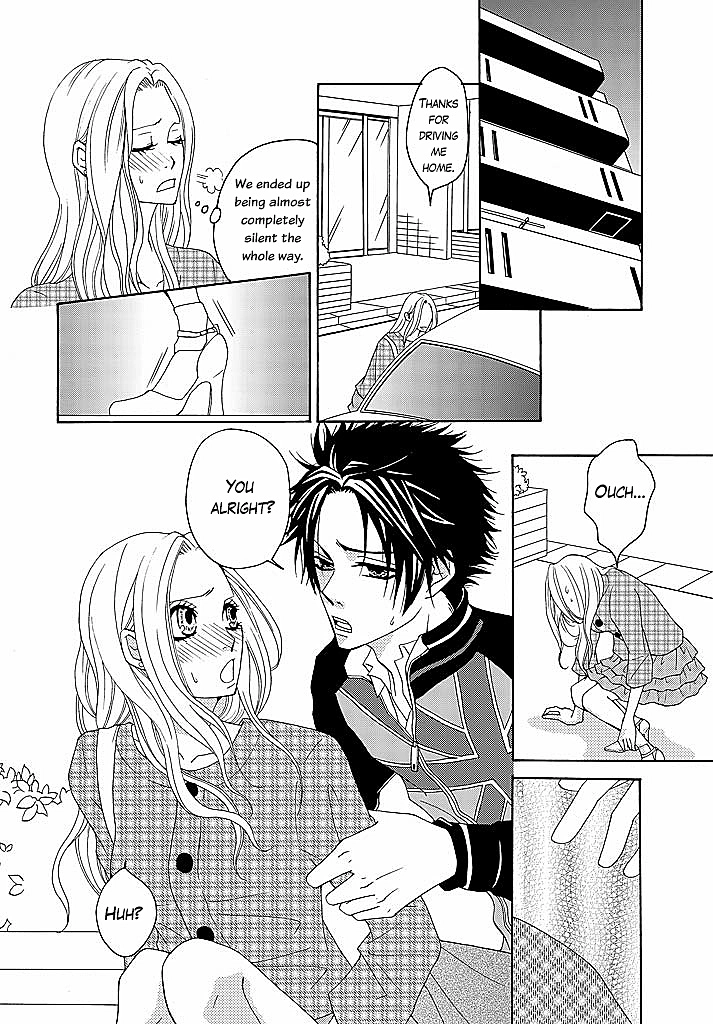 THANKS
FOR
DRIVING
ME
HOME.
We ended up
being almost
completely
silent the
whole way.
OUCH...
YOU
ALRIGHT?
HUH?